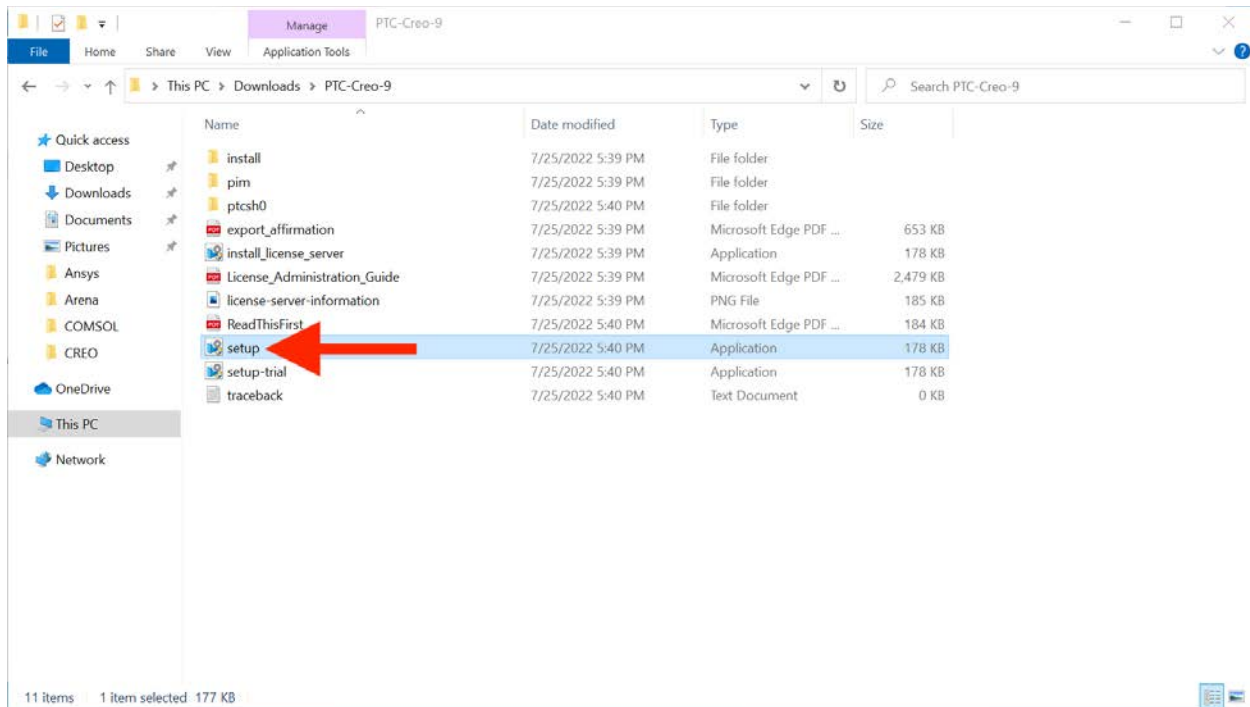 Manage PTC-Creo-9
File Home Share View Application Tools
This PC > Downloads > PTC-Creo-9 Search PTC-Creo-9
Name Date modified Type Size
Quick access
Desktop
Downloads
Documents
Pictures
Ansys
Arena
COMSOL
CREO
OneDrive
This PC
Network
install 7/25/2022 5:39 PM File folder
pim 7/25/2022 5:39 PM File folder
ptcsh0 7/25/2022 5:40 PM File folder
export_affirmation 7/25/2022 5:39 PM Microsoft Edge PDF ... 653 KB
install_license_server 7/25/2022 5:39 PM Application 178 KB
License_Administration_Guide 7/25/2022 5:39 PM Microsoft Edge PDF ... 2,479 KB
license-server-information 7/25/2022 5:39 PM PNG File 185 KB
ReadThisFirst 7/25/2022 5:40 PM Microsoft Edge PDF ... 184 KB
setup 7/25/2022 5:40 PM Application 178 KB
setup-trial 7/25/2022 5:40 PM Application 178 KB
traceback 7/25/2022 5:40 PM Text Document 0 KB
11 items 1 item selected 177 KB